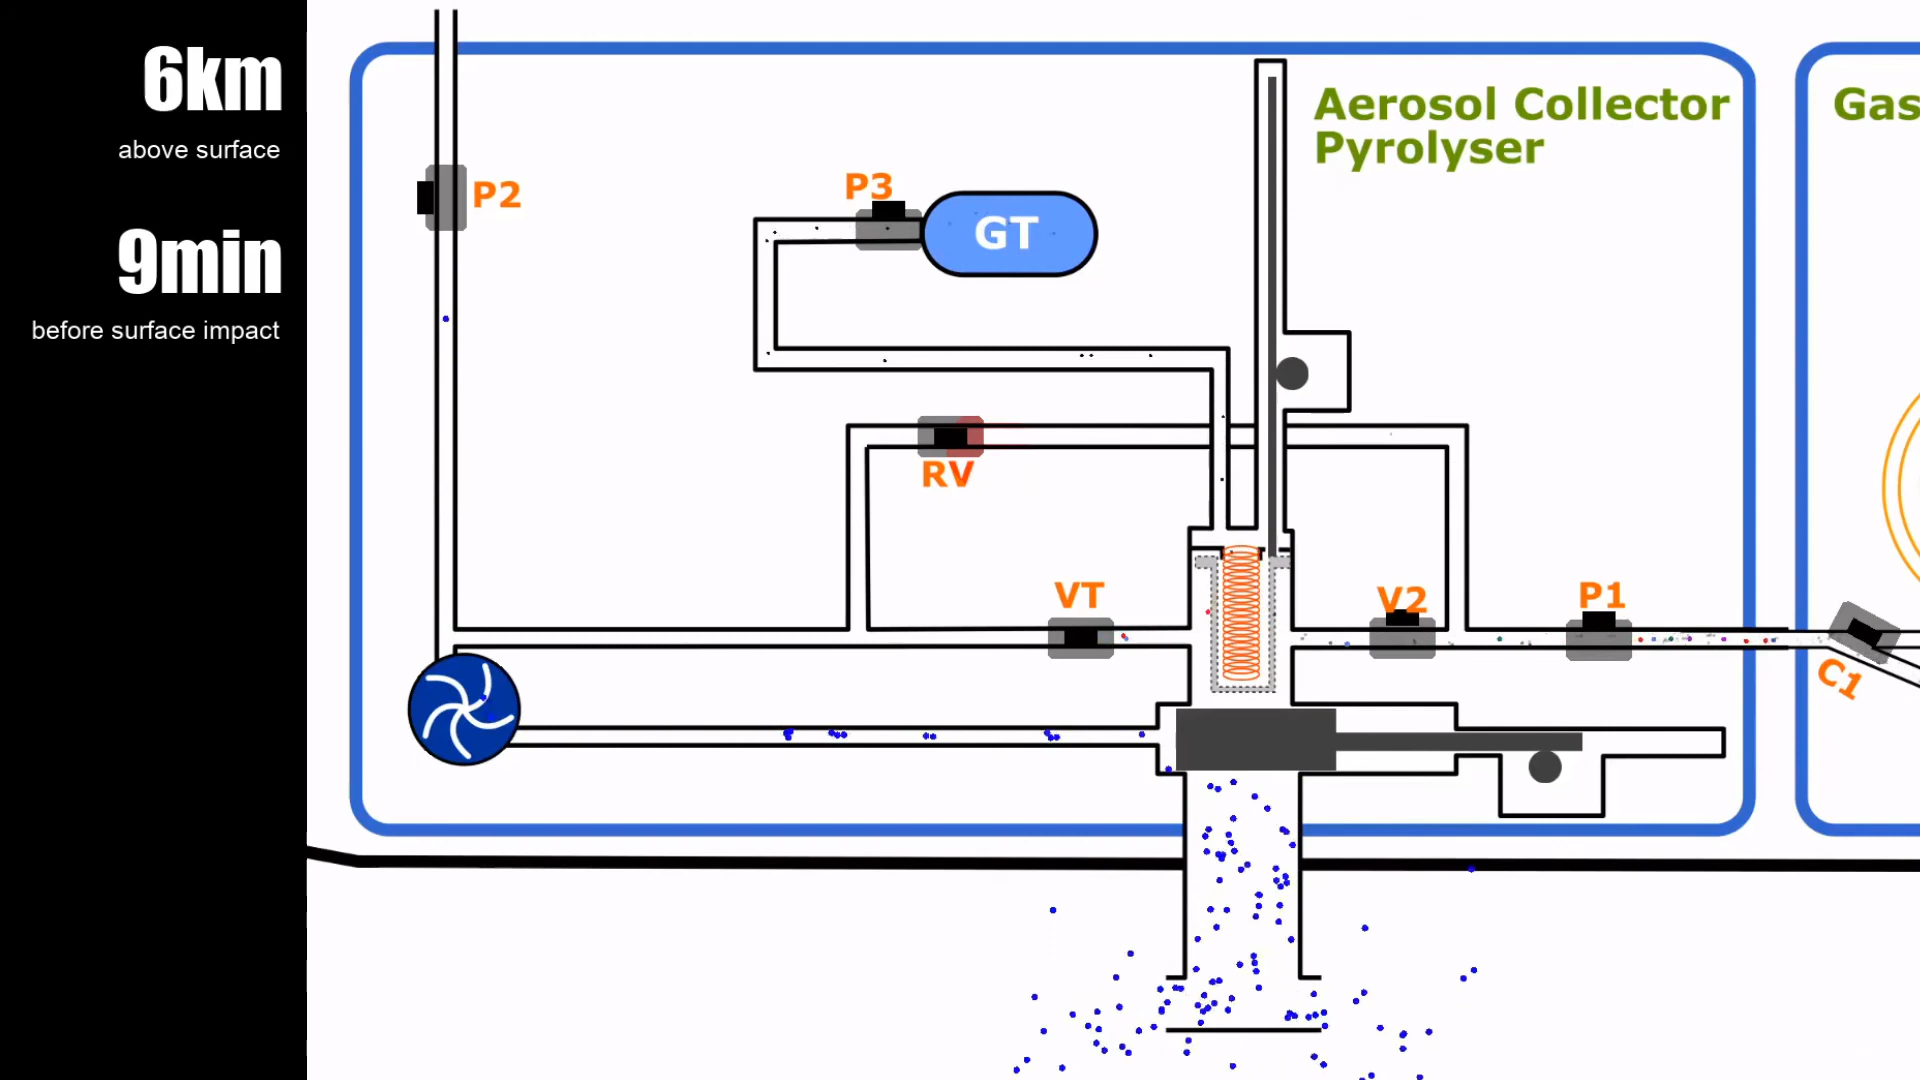 6km
above surface
9min
before surface impact
Aerosol Collector
Pyrolyser
Gas
P2
P3
GT
RV
VT
V2
P1
C1